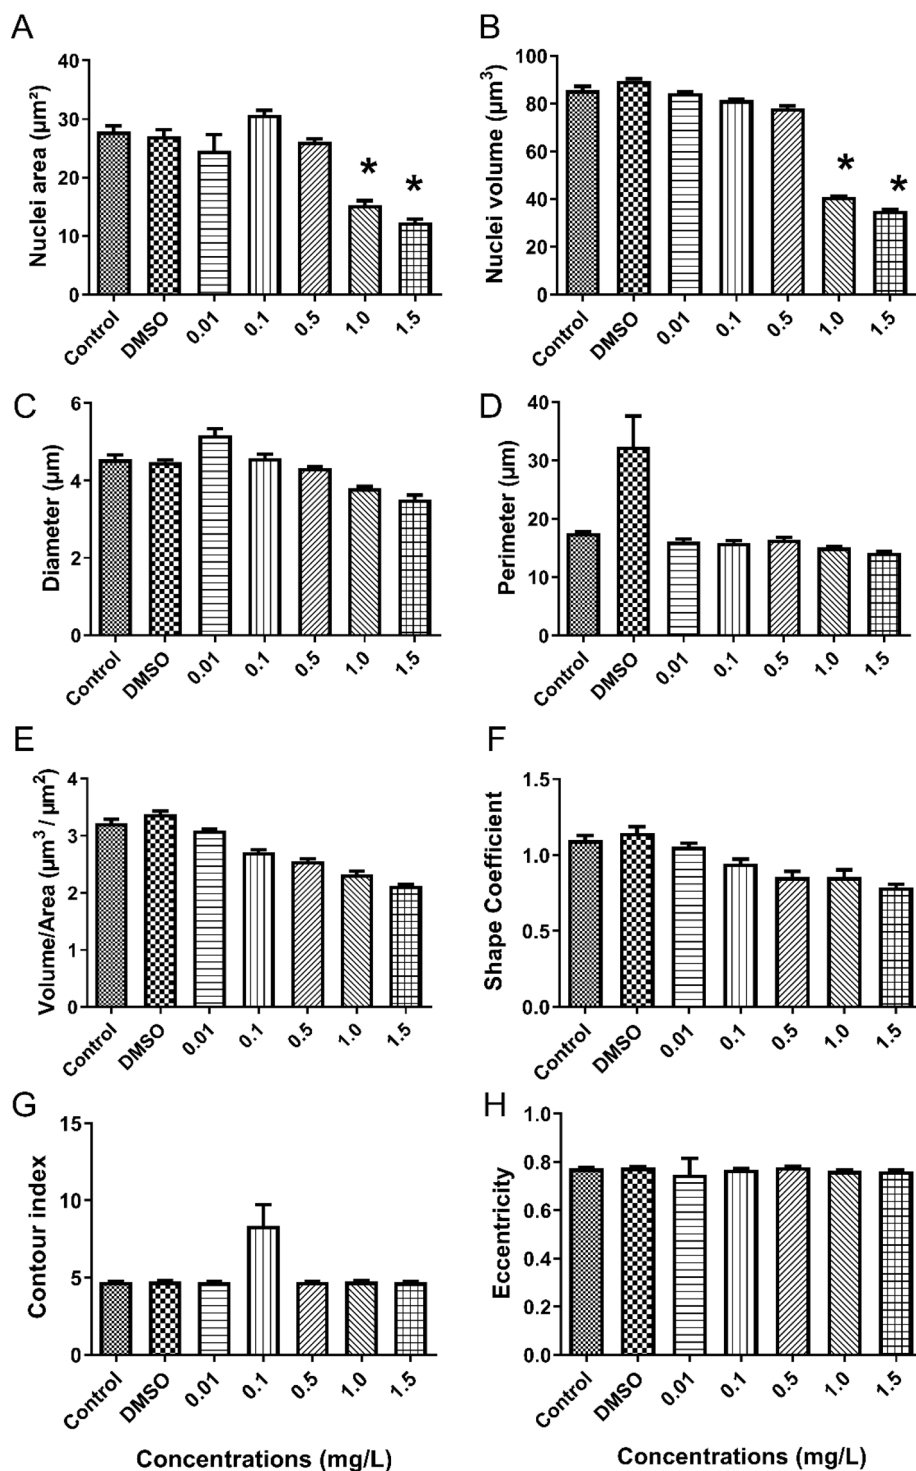 A
Nuclei area (µm²)
40
30
20
10
0
*
*
Control
DMSO
0.01
0.1
0.5
1.0
1.5
B
Nuclei volume (µm³)
100
80
60
40
20
0
*
*
Control
DMSO
0.01
0.1
0.5
1.0
1.5
C
Diameter (µm)
6
4
2
0
Control
DMSO
0.01
0.1
0.5
1.0
1.5
D
Perimeter (µm)
40
30
20
10
0
Control
DMSO
0.01
0.1
0.5
1.0
1.5
E
Volume/Area (µm³ / µm²)
4
3
2
1
0
Control
DMSO
0.01
0.1
0.5
1.0
1.5
F
Shape Coefficient
1.5
1.0
0.5
0.0
Control
DMSO
0.01
0.1
0.5
1.0
1.5
G
Contour index
15
10
5
0
Control
DMSO
0.01
0.1
0.5
1.0
1.5
Concentrations (mg/L)
H
Eccentricity
1.0
0.8
0.6
0.4
0.2
0.0
Control
DMSO
0.01
0.1
0.5
1.0
1.5
Concentrations (mg/L)